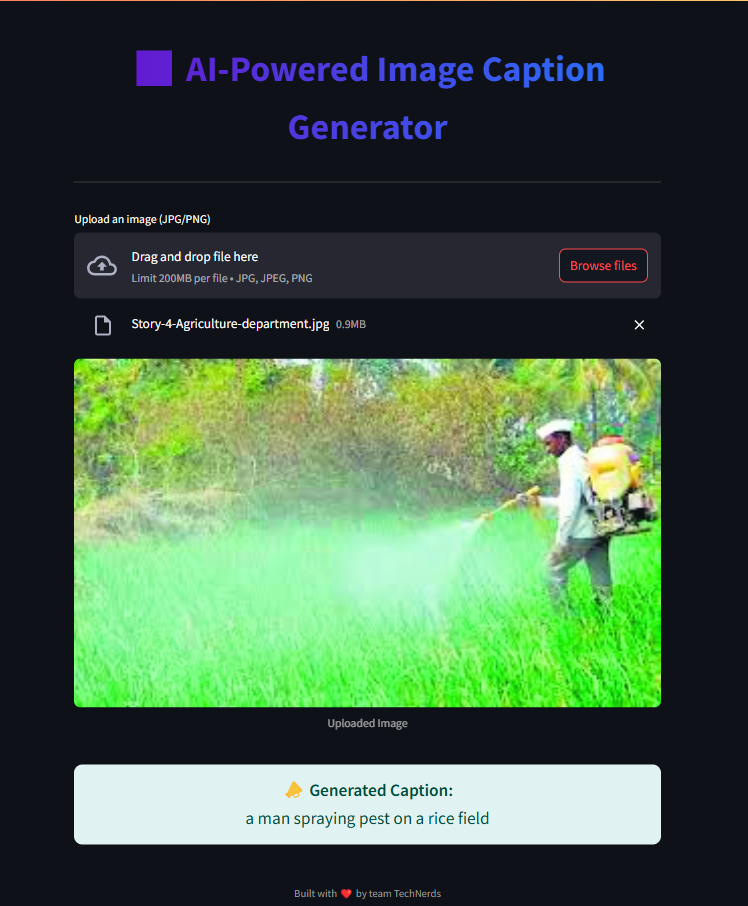 AI-Powered Image Caption
Generator
Upload an image (JPG/PNG)
Drag and drop file here
Limit 200MB per file • JPG, JPEG, PNG
Browse files
Story-4-Agriculture-department.jpg 0.9MB
Uploaded Image
Generated Caption:
a man spraying pest on a rice field
Built with ❤️ by team TechNerds